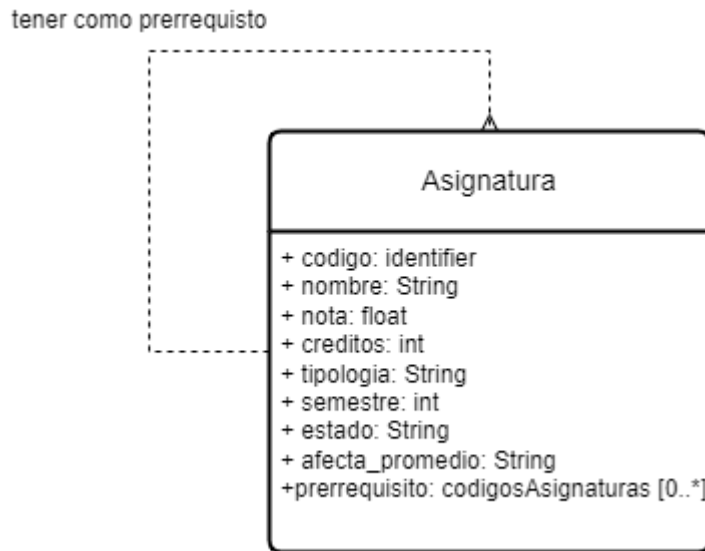 tener como prerrequisto
Asignatura
+ codigo: identifier
+ nombre: String
+ nota: float
+ creditos: int
+ tipologia: String
+ semestre: int
+ estado: String
+ afecta_promedio: String
+prerrequisito: codigosAsignaturas [0..*]